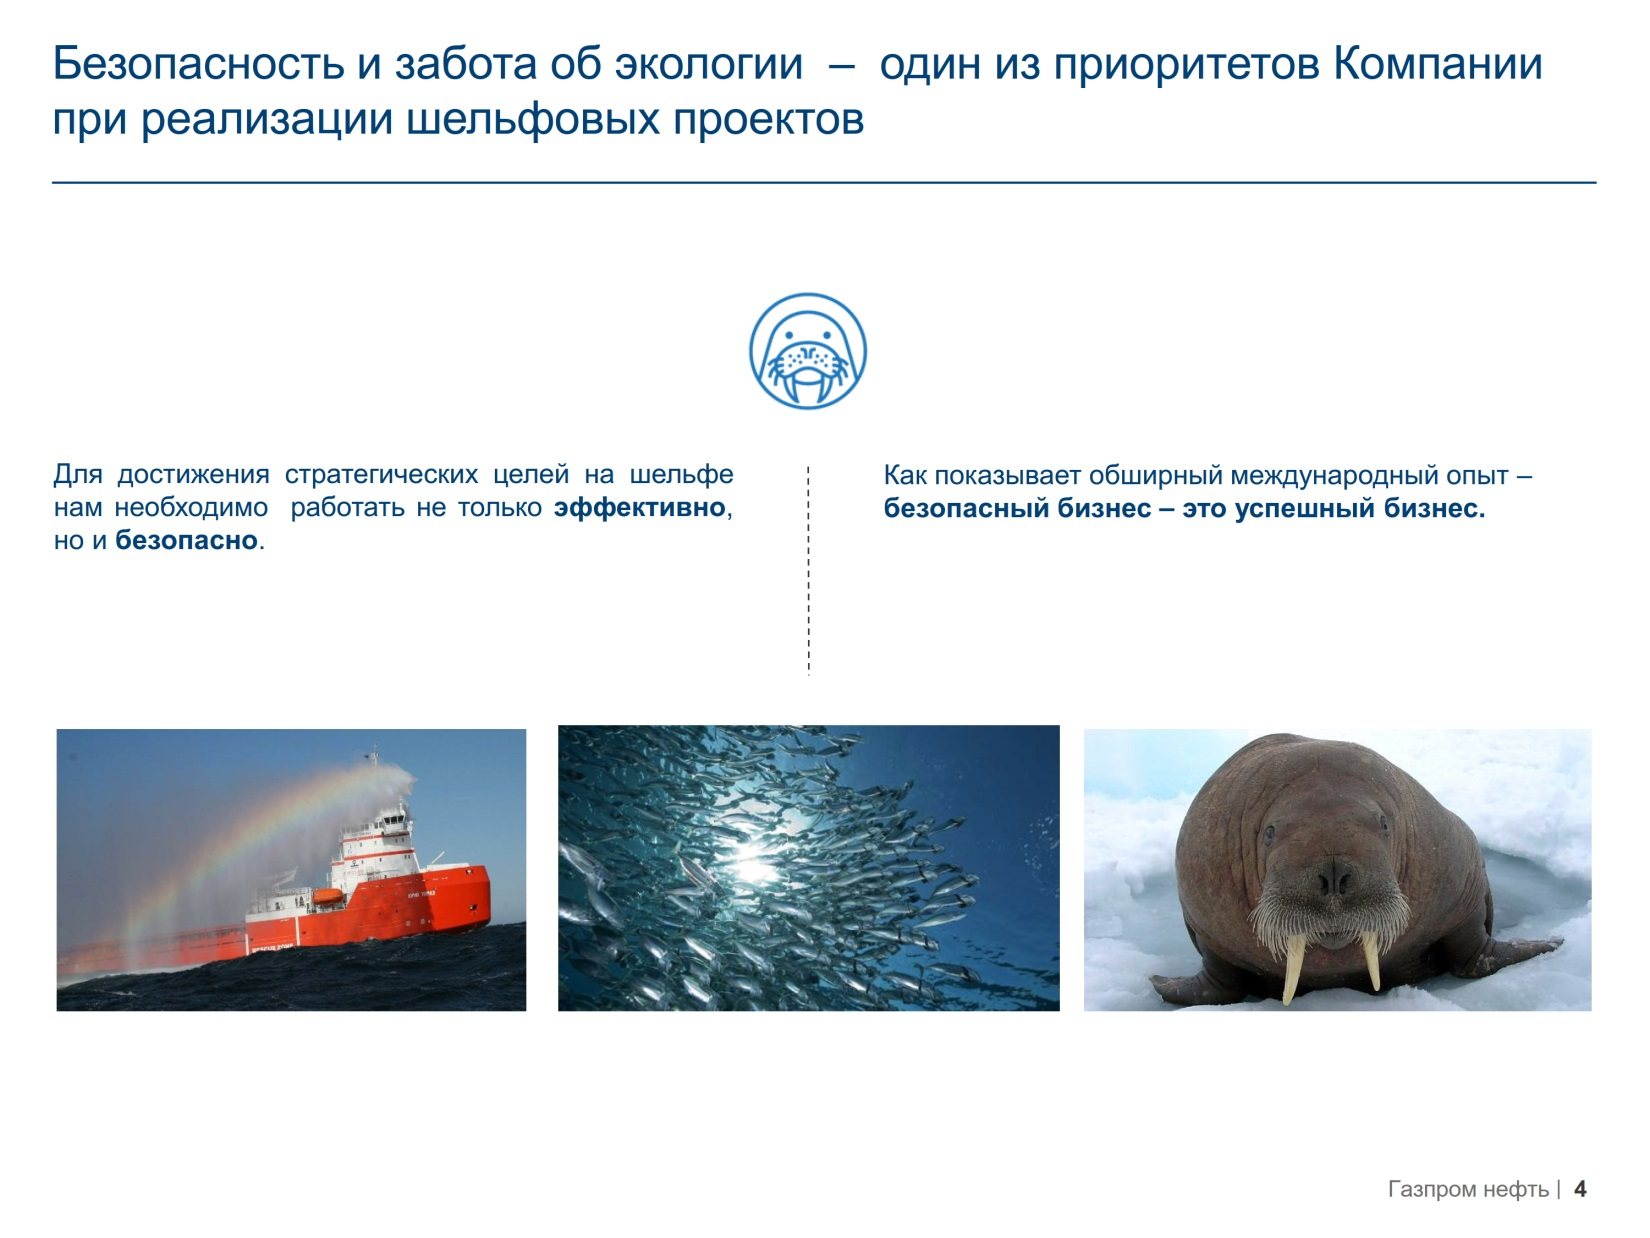 Безопасность и забота об экологии – один из приоритетов Компании
при реализации шельфовых проектов
Для достижения стратегических целей на шельфе
нам необходимо работать не только эффективно,
но и безопасно.
Как показывает обширный международный опыт –
безопасный бизнес – это успешный бизнес.
Газпром нефть | 4